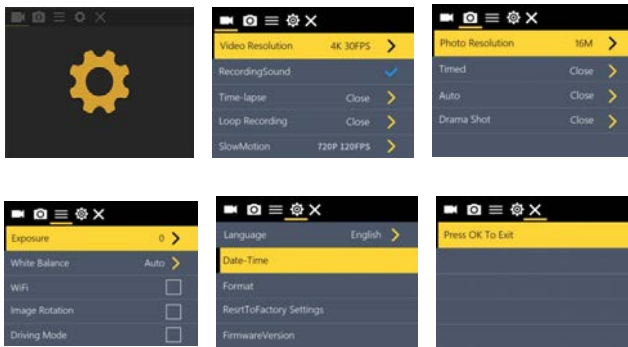 Video Resolution 4K 30FPS
RecordingSound
Time-lapse Close
Loop Recording Close
SlowMotion 720P 120FPS
Photo Resolution 16M
Timed Close
Auto Close
Drama Shot Close
Exposure 0
White Balance Auto
WiFi
Image Rotation
Driving Mode
Language English
Date-Time
Format
ResrtToFactory Settings
FirmwareVersion
Press OK To Exit